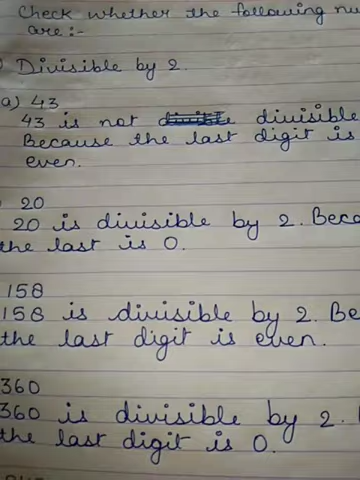 Check whether the following nu
are:-
Divisible by 2.
a) 43
43 is not divisible
Because the last digit is
even.
20
20 is divisible by 2. Beca
the last is 0.
158
158 is divisible by 2. Be
the last digit is even.
360
360 is divisible by 2.
the last digit is 0.